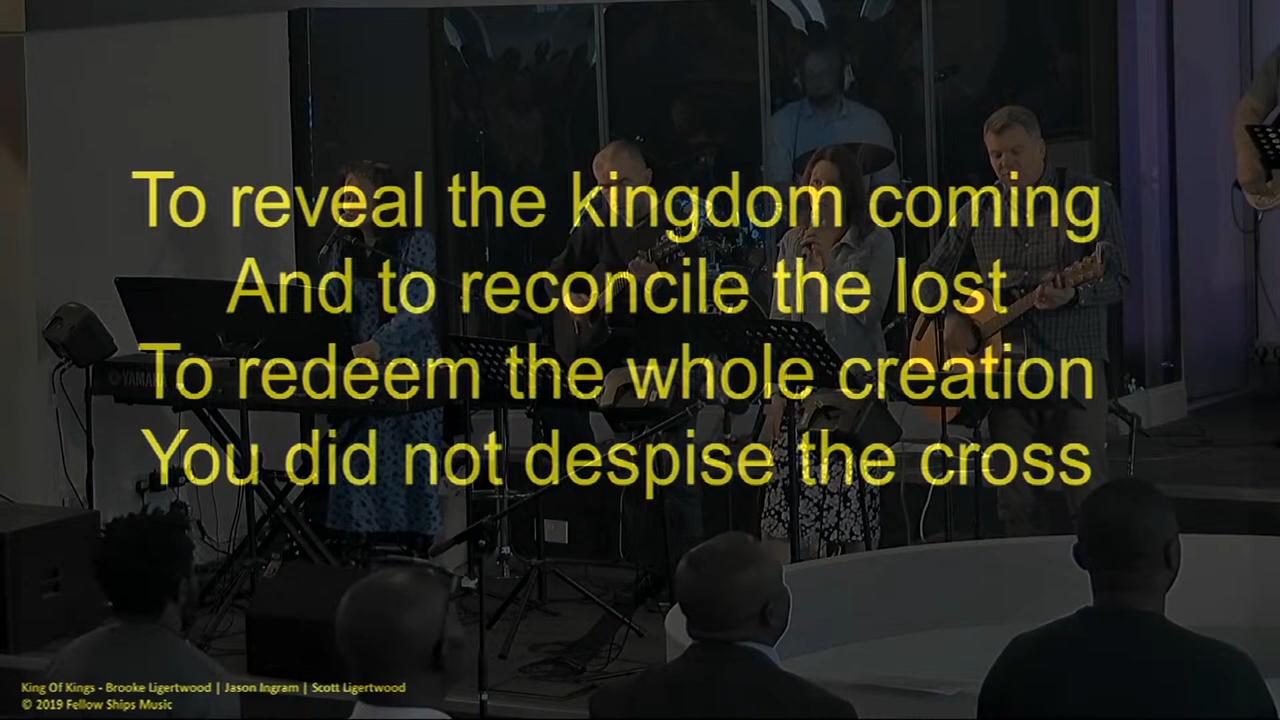 To reveal the kingdom coming
And to reconcile the lost
To redeem the whole creation
You did not despise the cross
YAMAHA
King Of Kings - Brooke Ligertwood | Jason Ingram | Scott Ligertwood
© 2019 Fellow Ships Music